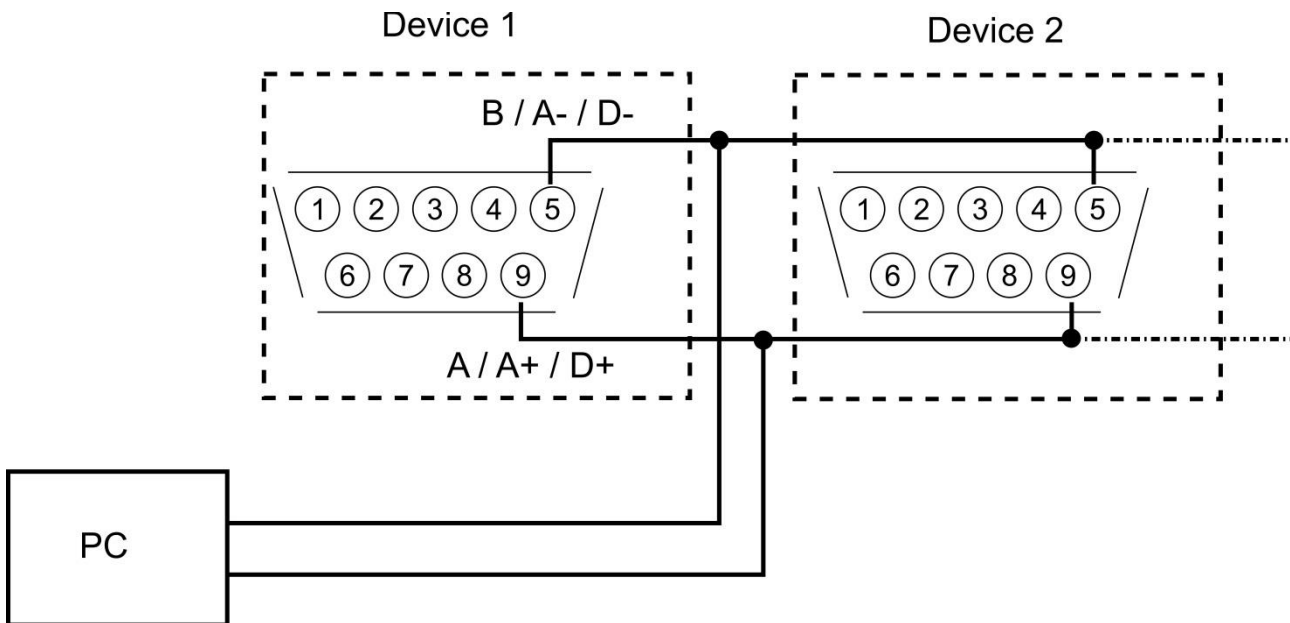 Device 1
Device 2
B / A- / D-
1 2 3 4 5
6 7 8 9
1 2 3 4 5
6 7 8 9
A / A+ / D+
PC